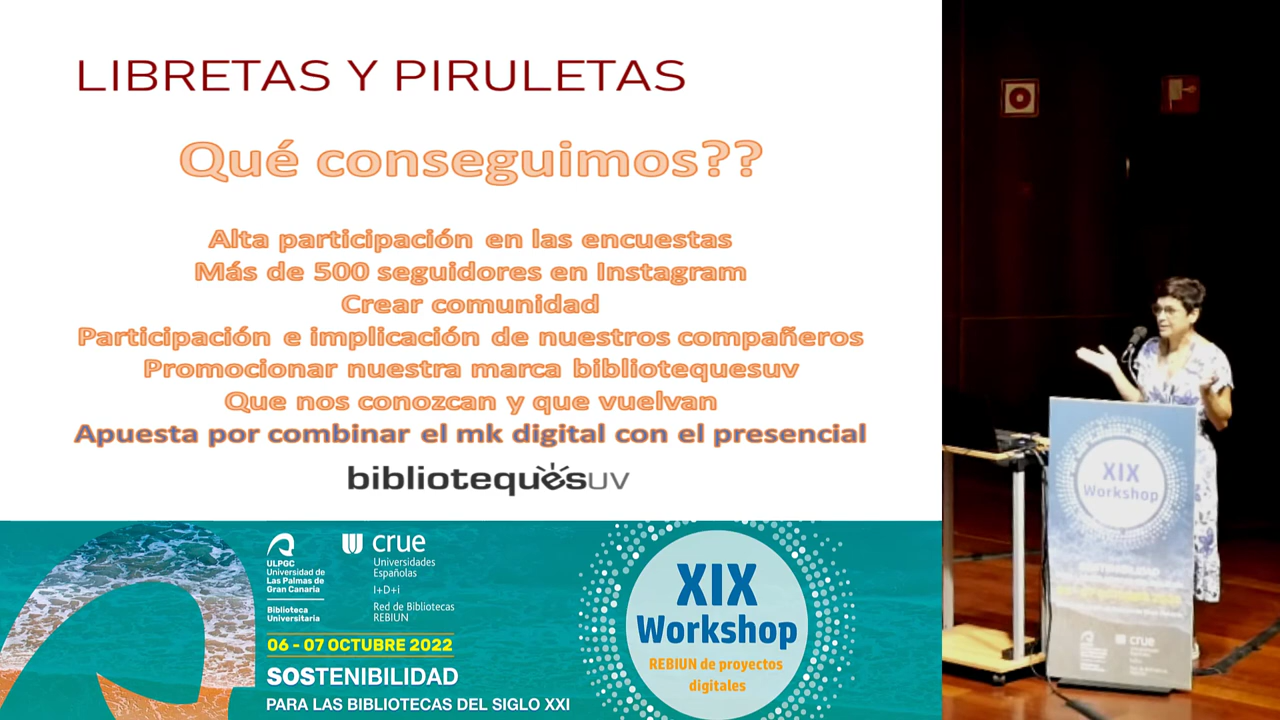 LIBRETAS Y PIRULETAS
Qué conseguimos??
Alta participación en las encuestas
Más de 500 seguidores en Instagram
Crear comunidad
Participación e implicación de nuestros compañeros
Promocionar nuestra marca bibliotequesuv
Que nos conozcan y que vuelvan
Apuesta por combinar el mk digital con el presencial
bibliotequesuv
ULPGC
Universidad de
Las Palmas de
Gran Canaria
Biblioteca
Universitaria
crue
Universidades
Españolas
I+D+i
Red de Bibliotecas
REBIUN
06 - 07 OCTUBRE 2022
SOSTENIBILIDAD
PARA LAS BIBLIOTECAS DEL SIGLO XXI
XIX
Workshop
REBIUN de proyectos
digitales
XIX
Workshop
crue